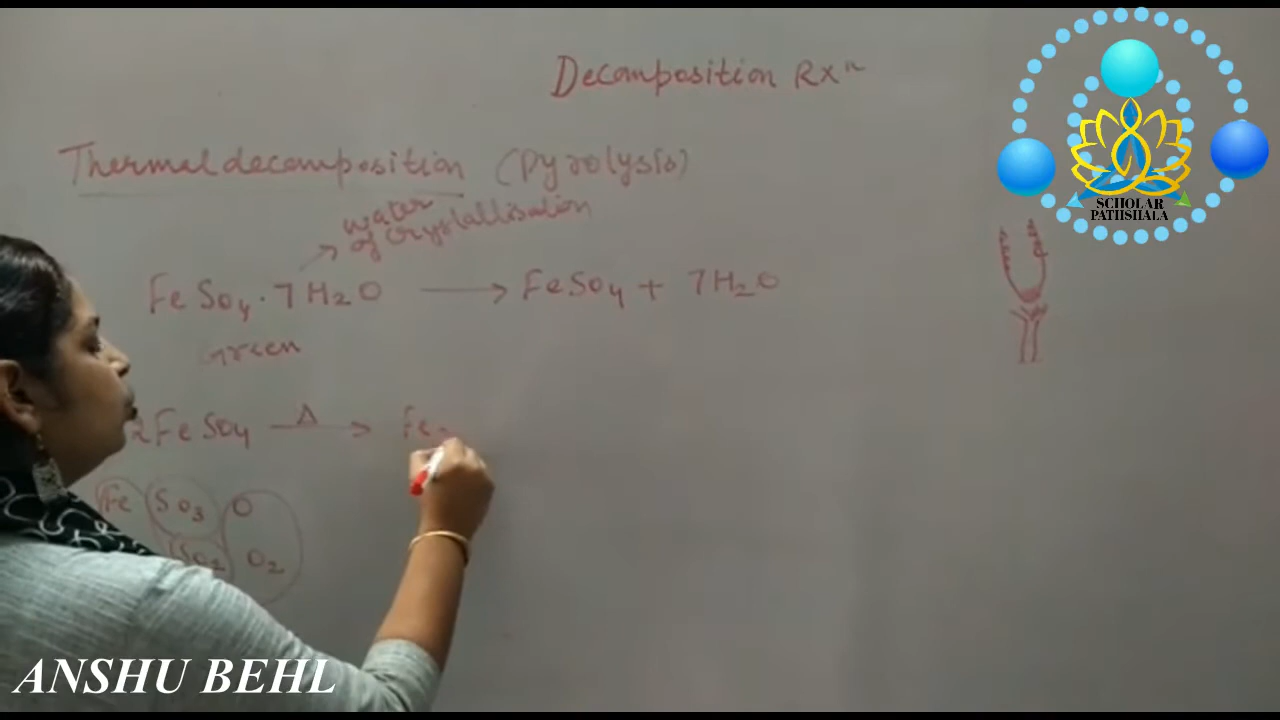 Decomposition Rxn
Thermal decomposition (Pyrolysis)
water
of crystallisation
FeSO4 · 7H2O → FeSO4 + 7H2O
Green
2FeSO4 Δ→ Fe2
Fe SO3 O
SO2 O2
SCHOLAR
PATHSHALA
ANSHU BEHL